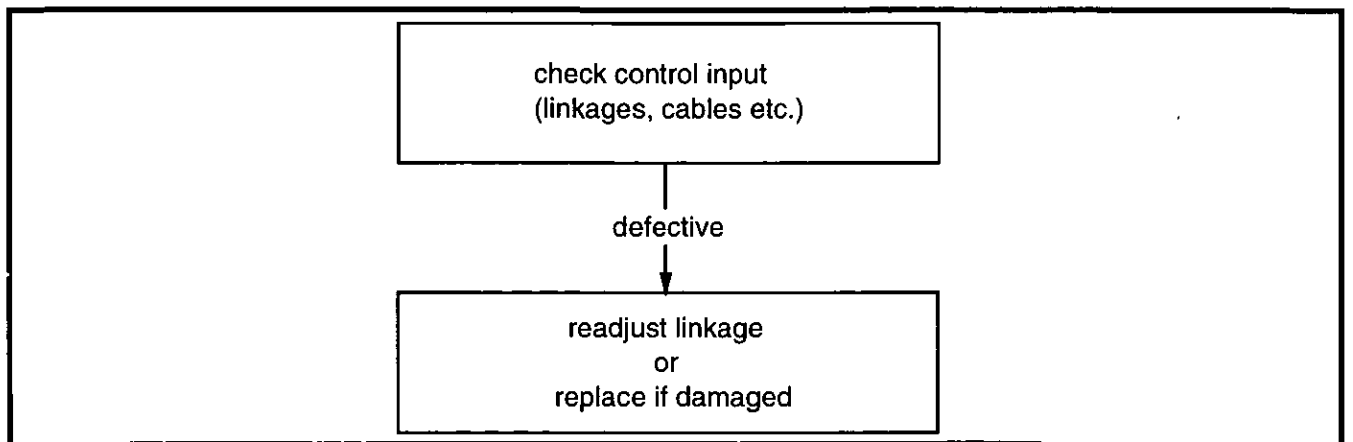 check control input
(linkages, cables etc.)
defective
readjust linkage
or
replace if damaged